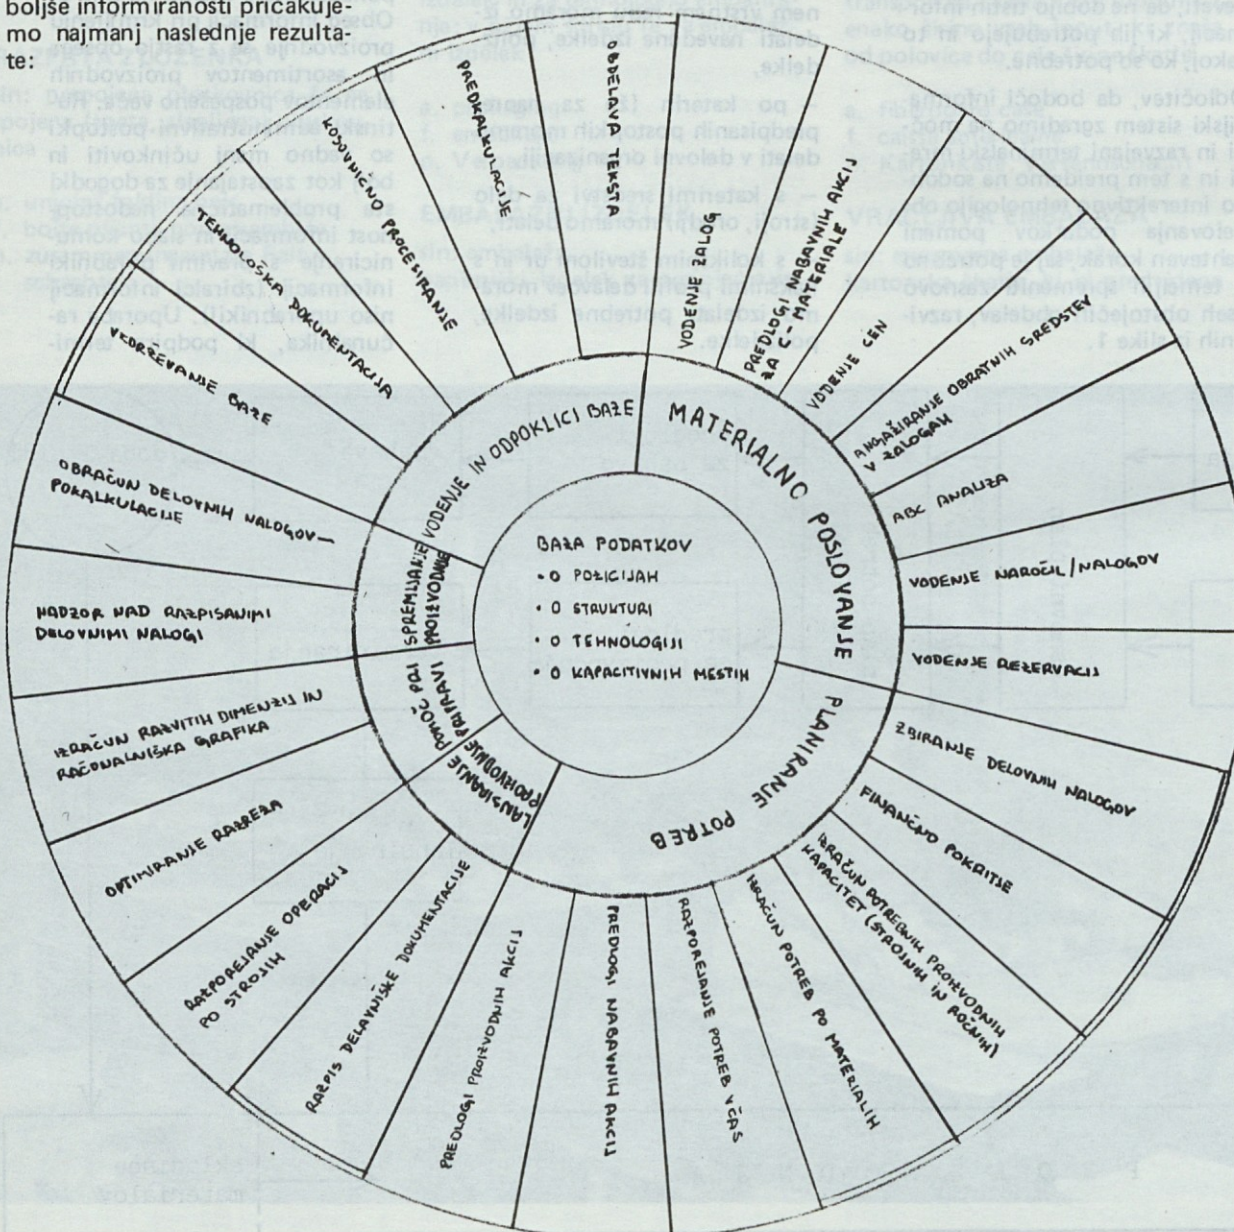 boljše informiranosti pričakuje-
mo najmanj naslednje rezulta-
te:
BAZA PODATKOV
• O POZICIJAH
• O STRUKTURI
• O TEHNOLOGIJI
• O KAPACITIVNIH MESTIH
VODENJE IN ODPOKLICI BAZE
MATERIALNO POSLOVANJE
PLANIRANJE POTREB
LANSIRANJE
PROIZVODNJE
POMOČ PRI
PRIPRAVI
PROIZVODNJE
SPREMLJANJE
PROIZVODNJE
VZDRŽEVANJE BAZE
TEHNOLOŠKA DOKUMENTACIJA
KOSOVNIČNO PROCESIRANJE
PREDKALKULACIJE
OBDELAVA TEKSTA
VODENJE ZALOG
PREDLOGI NABAVNIH AKCIJ
ZA "C"-MATERIALE
VODENJE CEN
ANGAŽIRANJE OBRATNIH SREDSTEV
V ZALOGAH
ABC ANALIZA
VODENJE NAROČIL/NALOGOV
VODENJE REZERVACIJ
ZBIRANJE DELOVNIH NALOGOV
FINANČNO POKRITJE
IZRAČUN POTREBNIH PROIZVODNIH
KAPACITET (STROJNIH IN ROČNIH)
IZRAČUN POTREB PO MATERIALIH
RAZPOREJANJE POTREB V ČAS
PREDLOGI NABAVNIH AKCIJ
PREDLOGI PROIZVODNIH AKCIJ
RAZPIS DELAVNIŠKE DOKUMENTACIJE
RAZPOREJANJE OPERACIJ
PO STROJIH
OPTIMIRANJE RAZREZA
IZRAČUN RAZVITIH DIMENZIJ IN
RAČUNALNIŠKA GRAFIKA
NADZOR NAD RAZPISANIMI
DELOVNIMI NALOGI
OBRAČUN DELOVNIH NALOGOV—
POKALKULACIJE